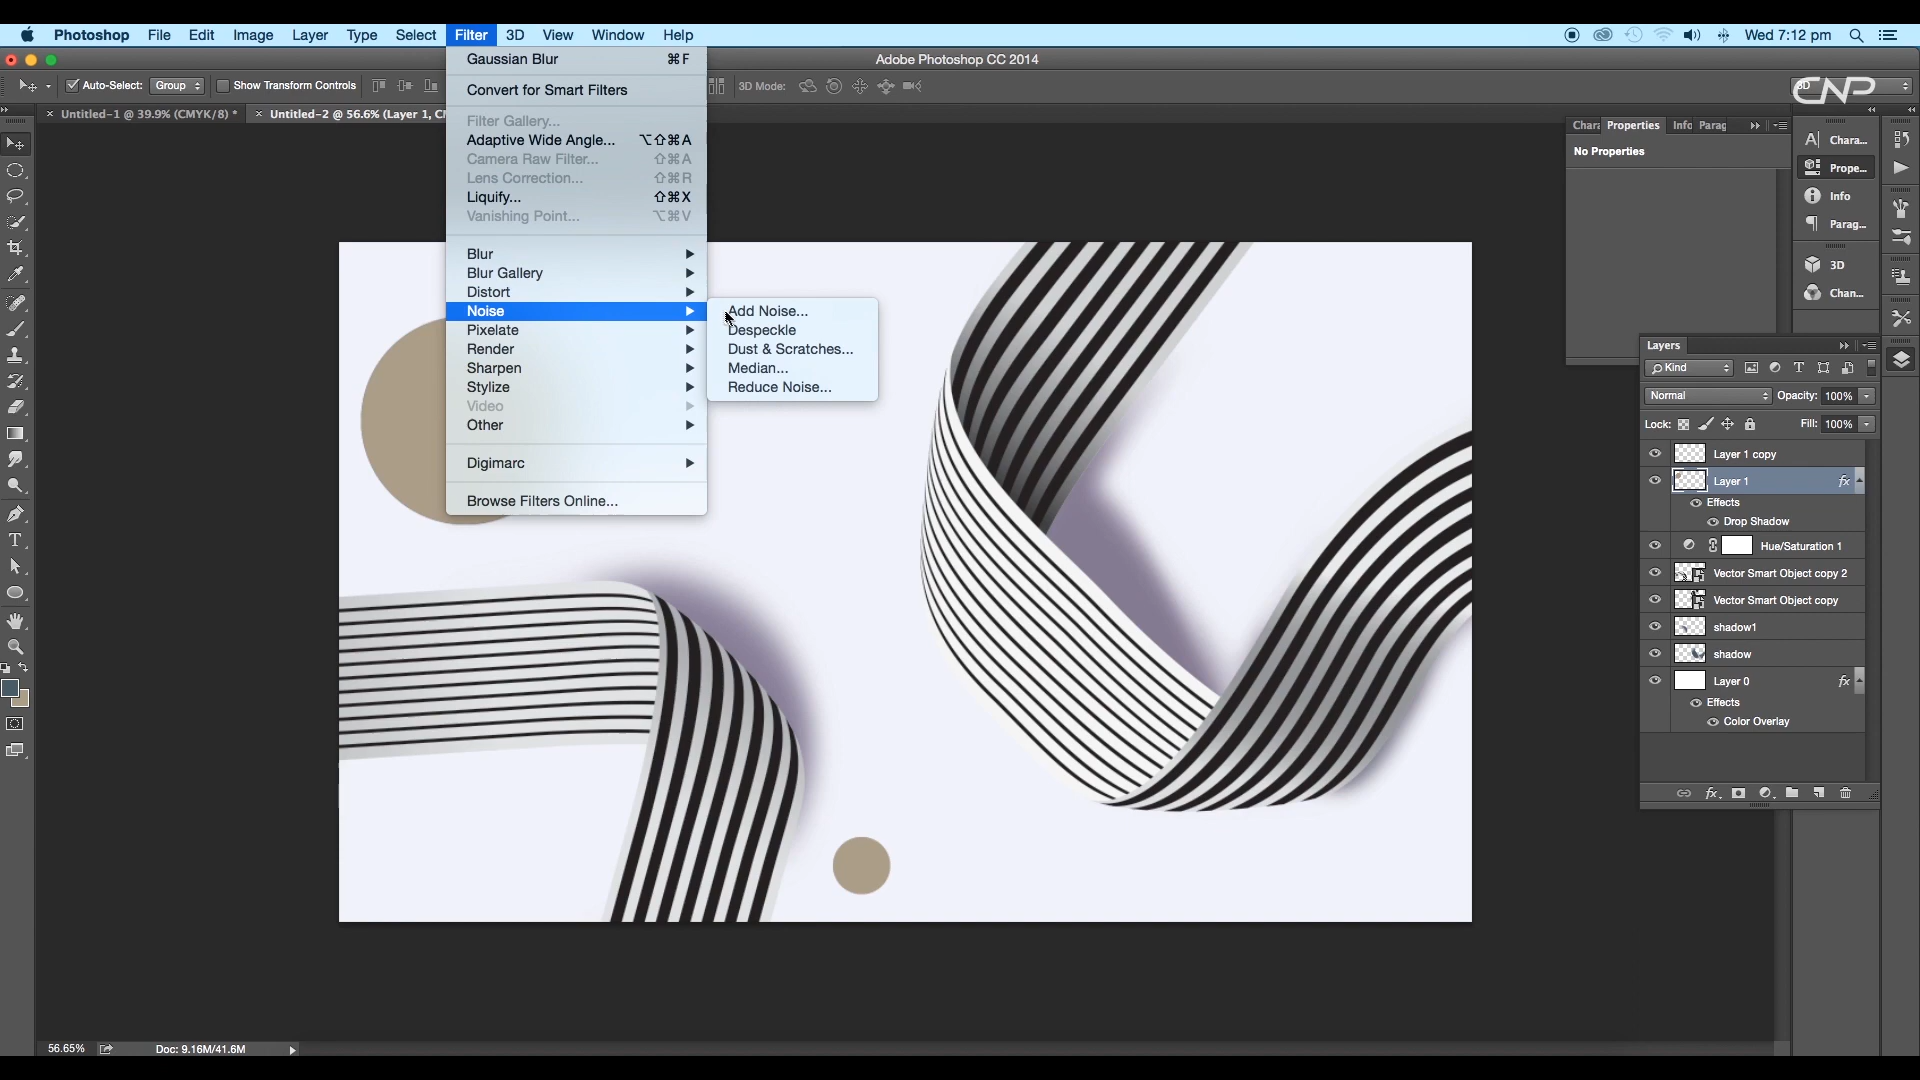 Photoshop File Edit Image Layer Type Select Filter 3D View Window Help Wed 7:12 pm
Adobe Photoshop CC 2014
Auto-Select: Group Show Transform Controls 3D Mode: 3D
CNP
Untitled-1 @ 39.9% (CMYK/8) * Untitled-2 @ 56.6% (Layer 1, CM
Gaussian Blur ⌘F
Convert for Smart Filters
Filter Gallery...
Adaptive Wide Angle... ⌥⇧⌘A
Camera Raw Filter... ⇧⌘A
Lens Correction... ⇧⌘R
Liquify... ⇧⌘X
Vanishing Point... ⌥⌘V
Blur
Blur Gallery
Distort
Noise
Pixelate
Render
Sharpen
Stylize
Video
Other
Digimarc
Browse Filters Online...
Add Noise...
Despeckle
Dust & Scratches...
Median...
Reduce Noise...
Chara Properties Info Parag
No Properties
Chara...
Prope...
Info
Parag...
3D
Chan...
Layers
Kind
Normal Opacity: 100%
Lock: Fill: 100%
Layer 1 copy
Layer 1 fx
Effects
Drop Shadow
Hue/Saturation 1
Vector Smart Object copy 2
Vector Smart Object copy
shadow1
shadow
Layer 0 fx
Effects
Color Overlay
fx
56.65% Doc: 9.16M/41.6M